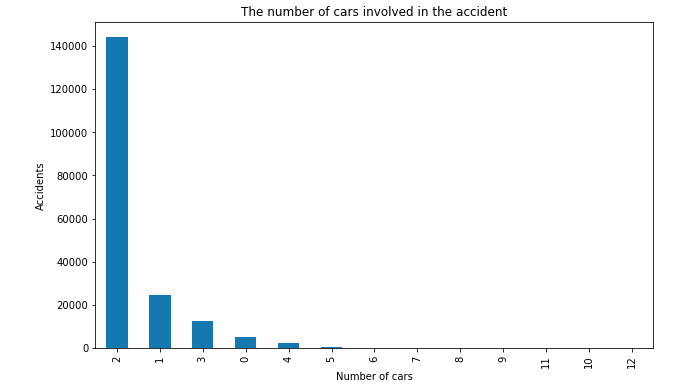 The number of cars involved in the accident
140000
120000
100000
80000
60000
40000
20000
0
Accidents
2 1 3 0 4 5 6 7 8 9 11 10 12
Number of cars